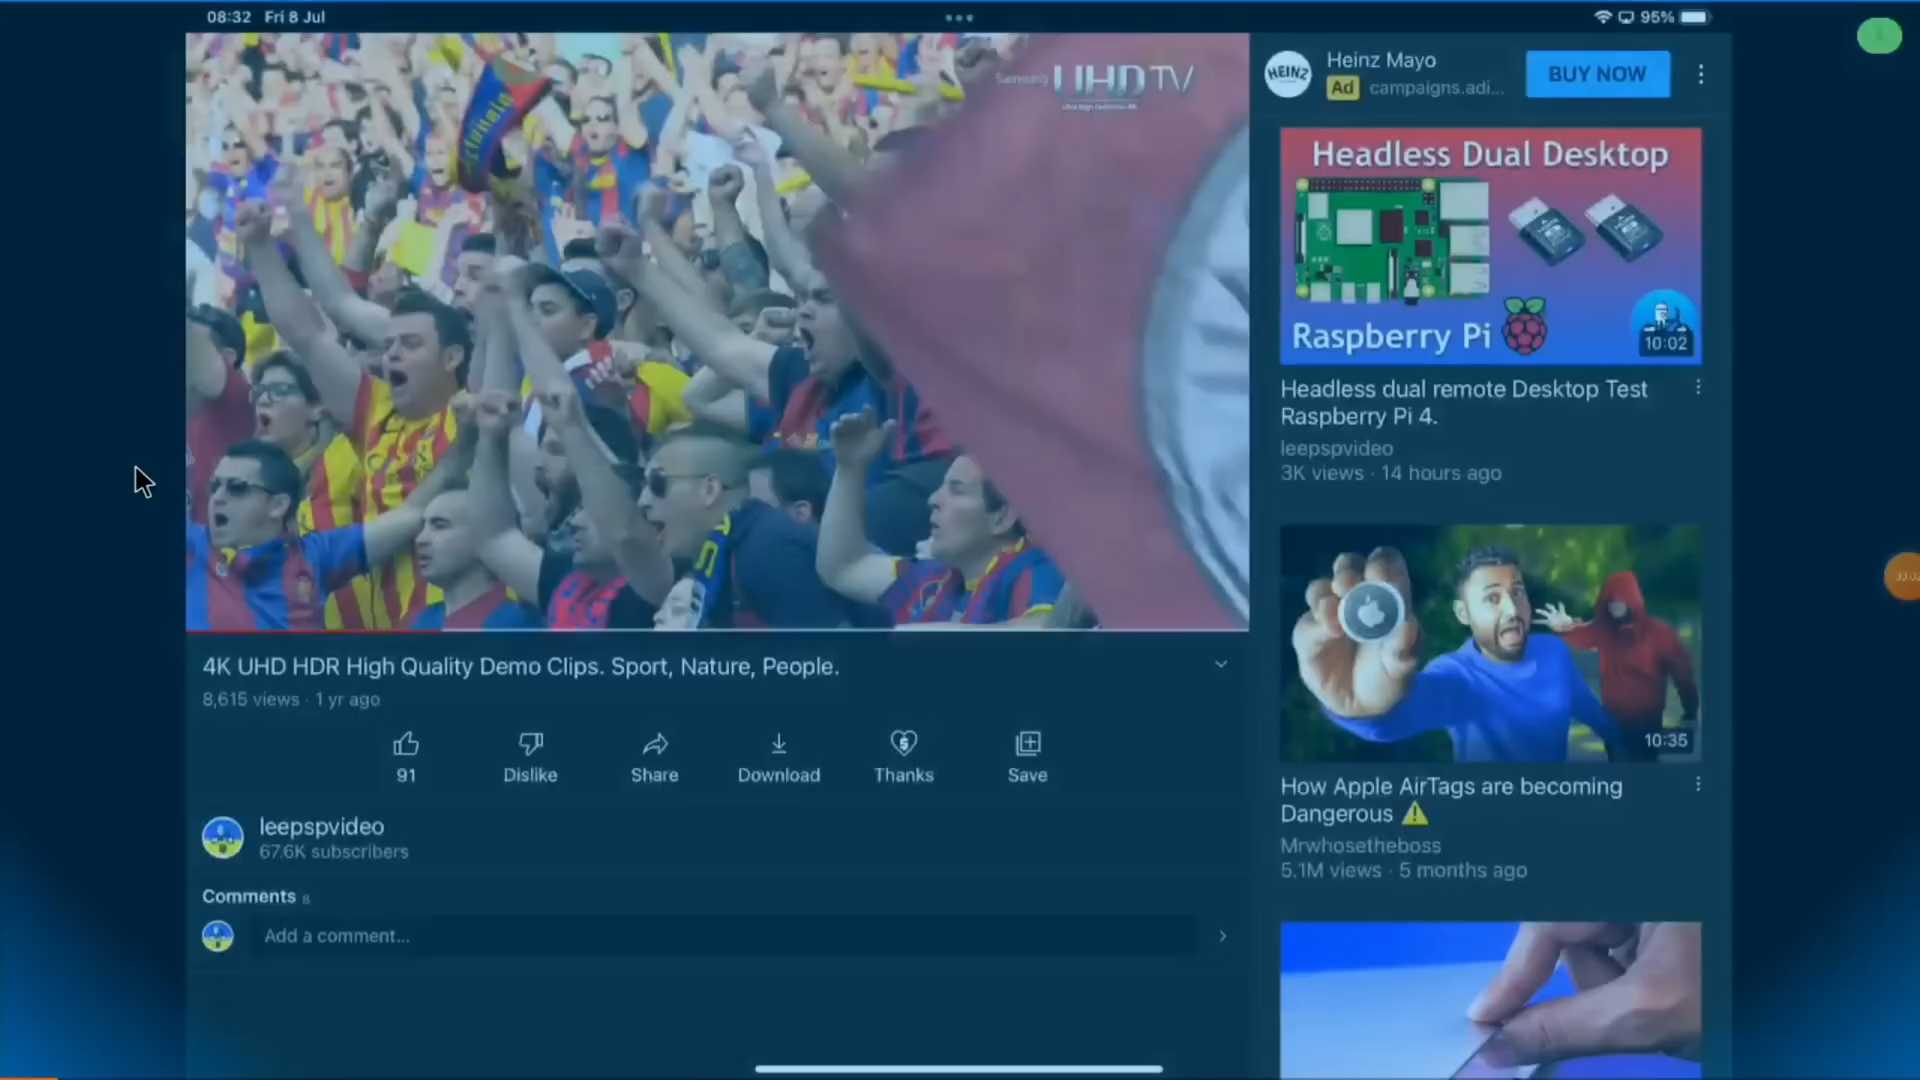 08:32 Fri 8 Jul
95%
Samsung UHDTV
Heinz Mayo
HEINZ
Ad campaigns.adi...
BUY NOW
Headless Dual Desktop
Raspberry Pi
10:02
Headless dual remote Desktop Test
Raspberry Pi 4.
leepspvideo
3K views · 14 hours ago
10:35
How Apple AirTags are becoming
Dangerous ⚠
Mrwhosetheboss
5.1M views · 5 months ago
4K UHD HDR High Quality Demo Clips. Sport, Nature, People.
8,615 views · 1 yr ago
91
Dislike
Share
Download
Thanks
Save
leepspvideo
67.6K subscribers
Comments 8
Add a comment...